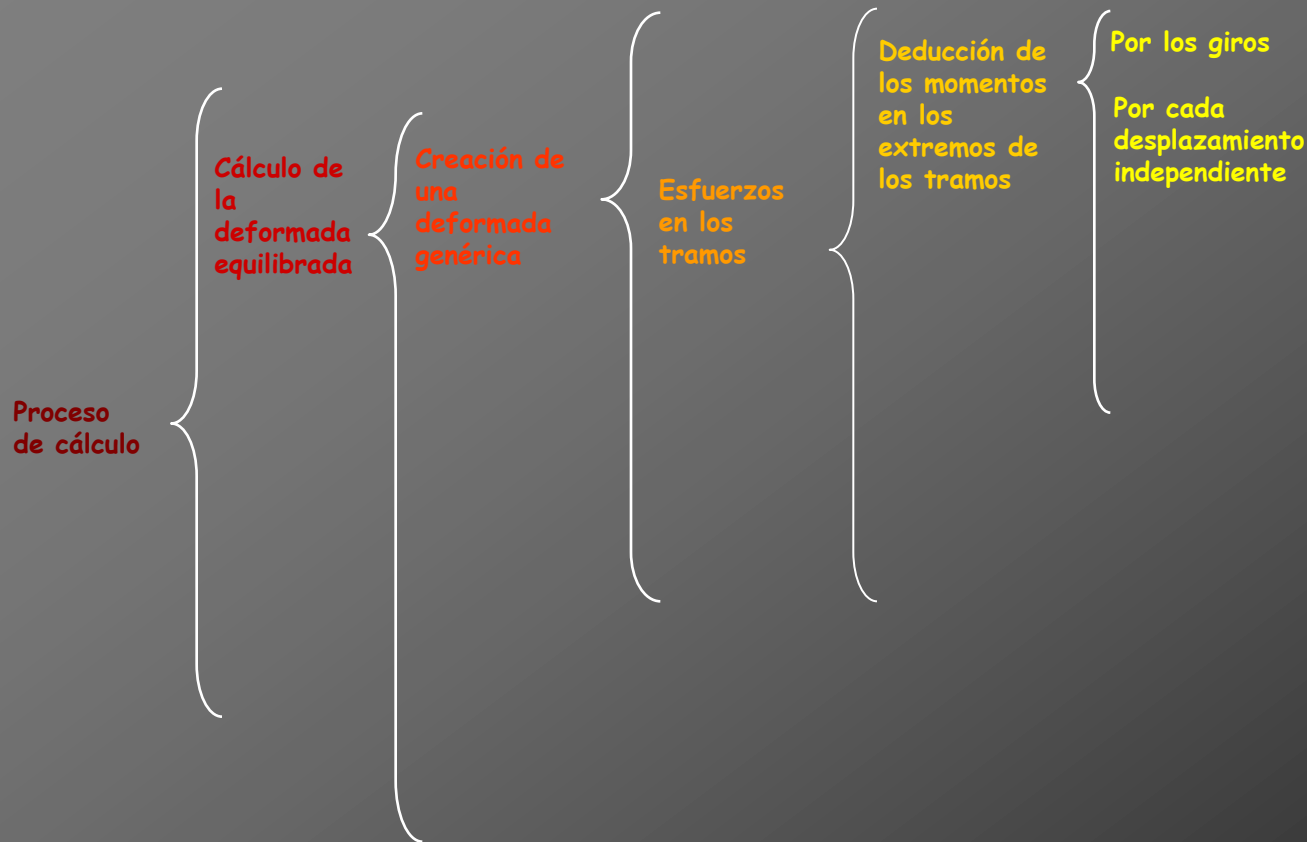 Proceso
de cálculo
Cálculo de
la
deformada
equilibrada
Creación de
una
deformada
genérica
Esfuerzos
en los
tramos
Deducción de
los momentos
en los
extremos de
los tramos
Por los giros
Por cada
desplazamiento
independiente